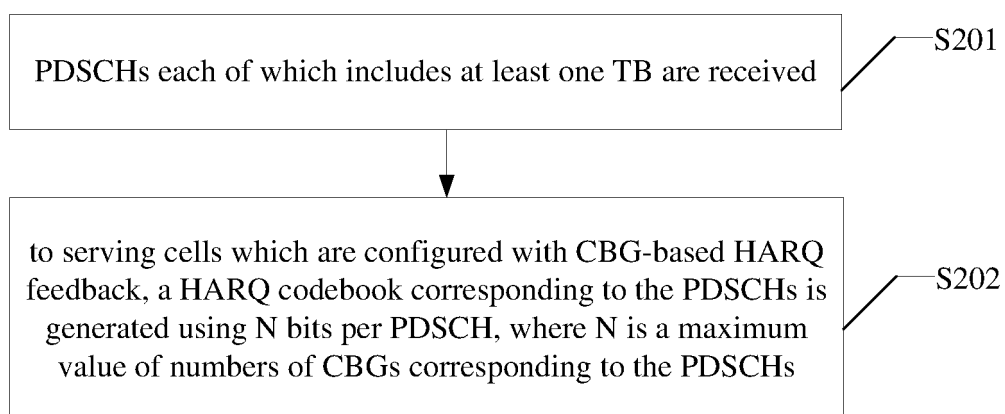 PDSCHs each of which includes at least one TB are received
S201
to serving cells which are configured with CBG-based HARQ
feedback, a HARQ codebook corresponding to the PDSCHs is
generated using N bits per PDSCH, where N is a maximum
value of numbers of CBGs corresponding to the PDSCHs
S202